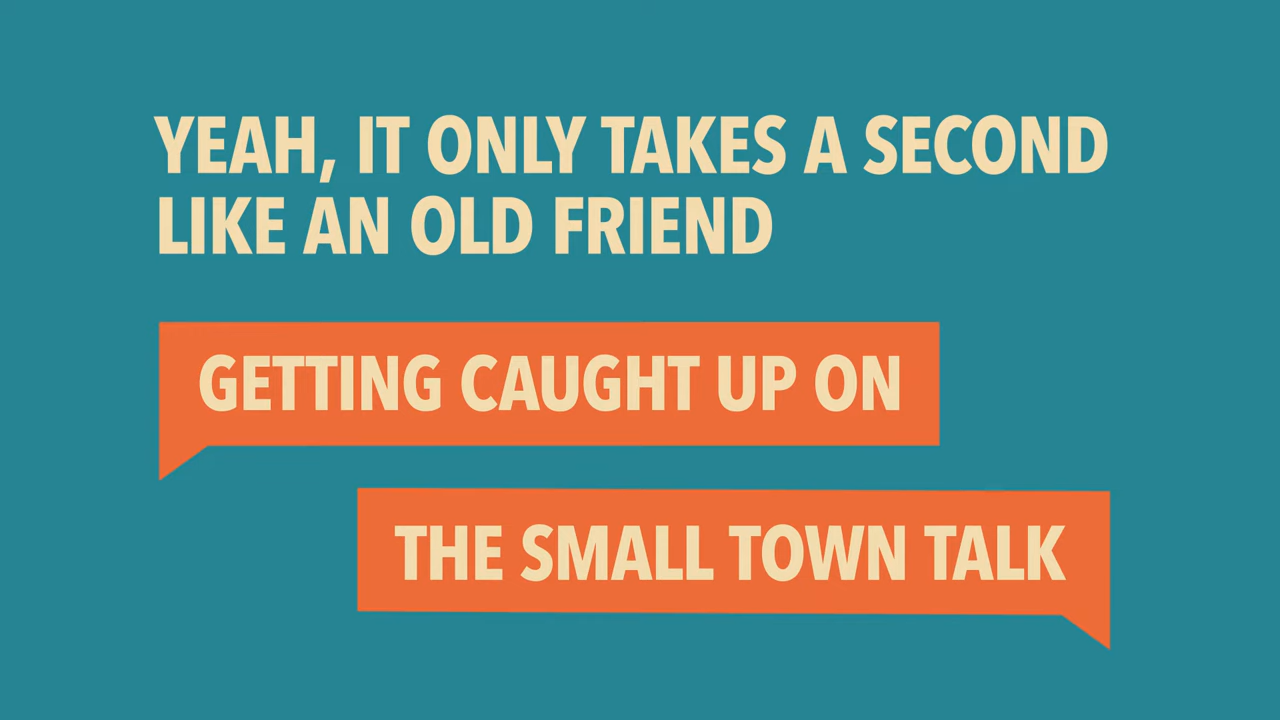 YEAH, IT ONLY TAKES A SECOND
LIKE AN OLD FRIEND
GETTING CAUGHT UP ON
THE SMALL TOWN TALK